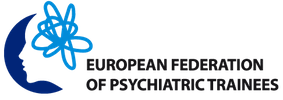 EUROPEAN FEDERATION
OF PSYCHIATRIC TRAINEES